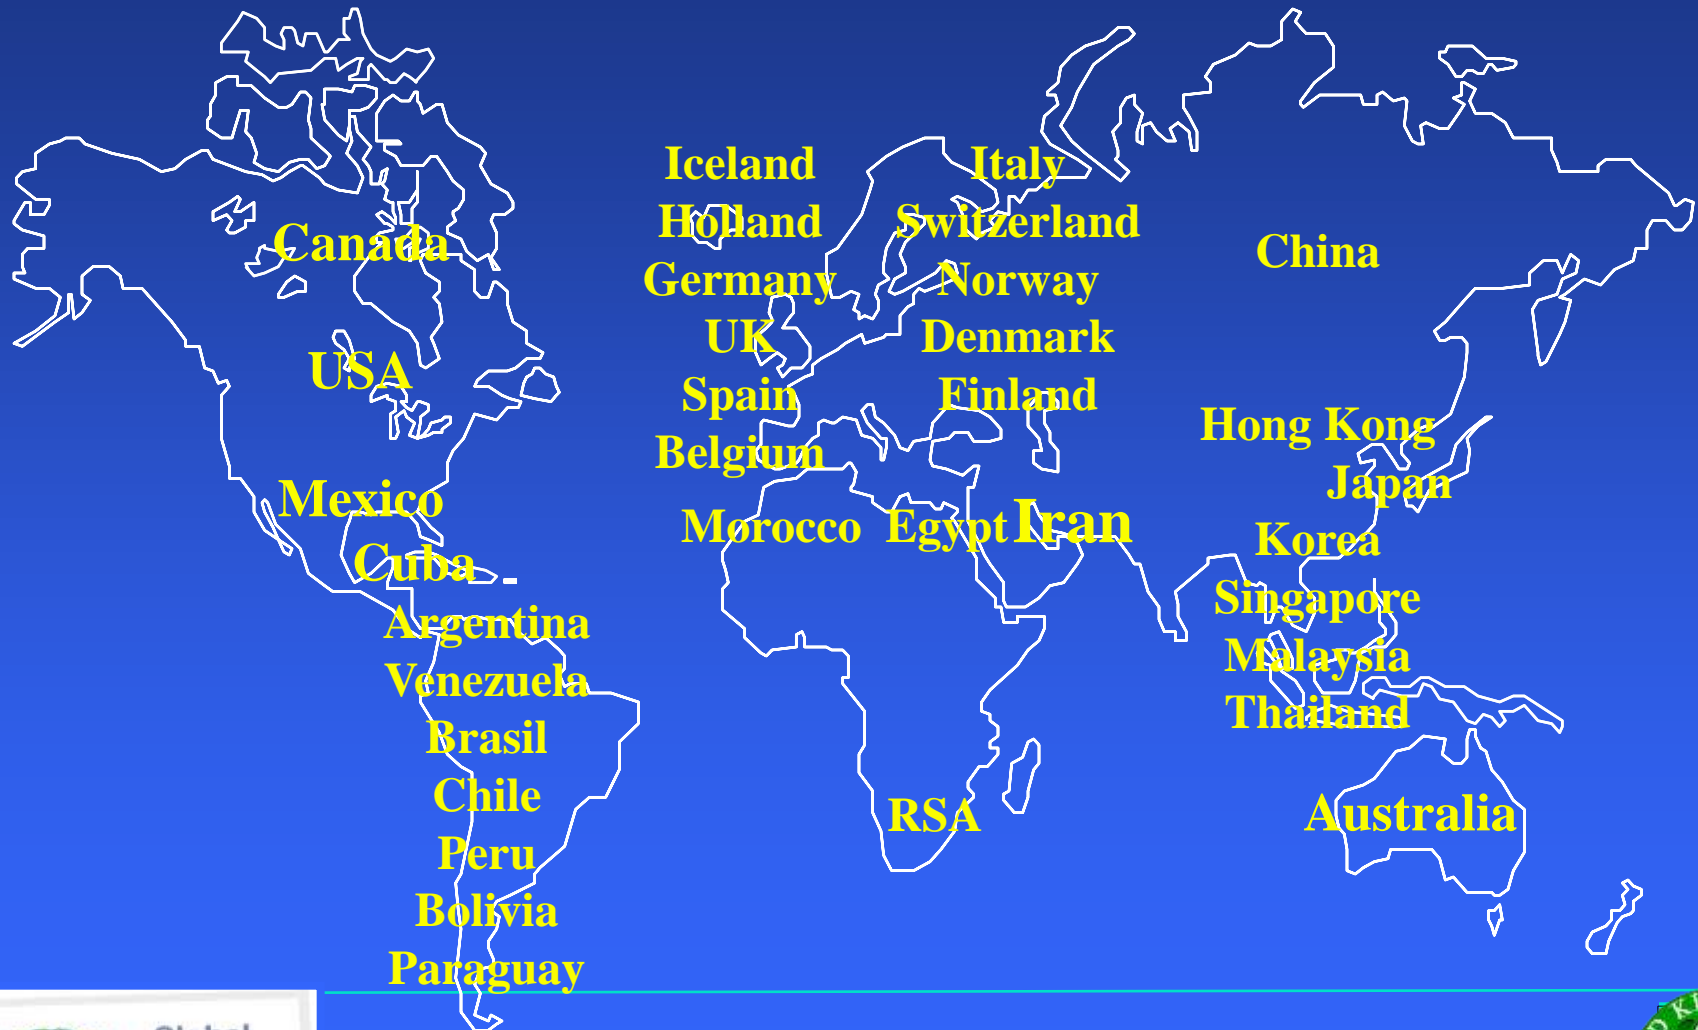 Canada
USA
Mexico
Cuba
Argentina
Venezuela
Brasil
Chile
Peru
Bolivia
Paraguay
Iceland
Holland
Germany
UK
Spain
Belgium
Italy
Switzerland
Norway
Denmark
Finland
Morocco Egypt Iran
RSA
China
Hong Kong
Japan
Korea
Singapore
Malaysia
Thailand
Australia